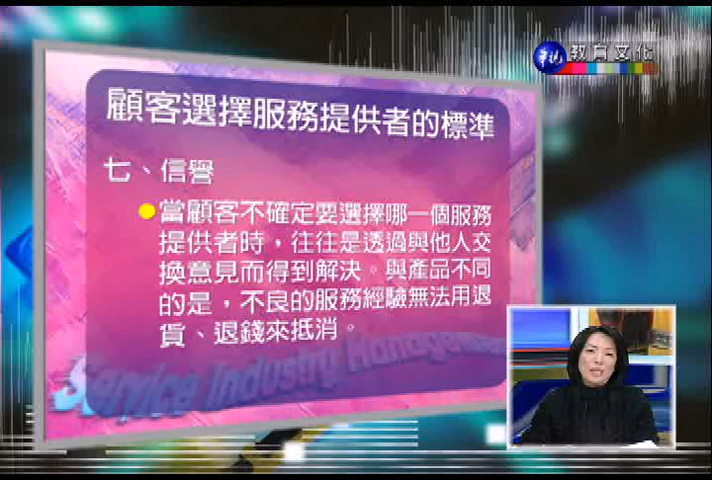 華視 教育文化
顧客選擇服務提供者的標準
七、信譽
當顧客不確定要選擇哪一個服務
提供者時，往往是透過與他人交
換意見而得到解決。與產品不同
的是，不良的服務經驗無法用退
貨、退錢來抵消。
Service Industry Management